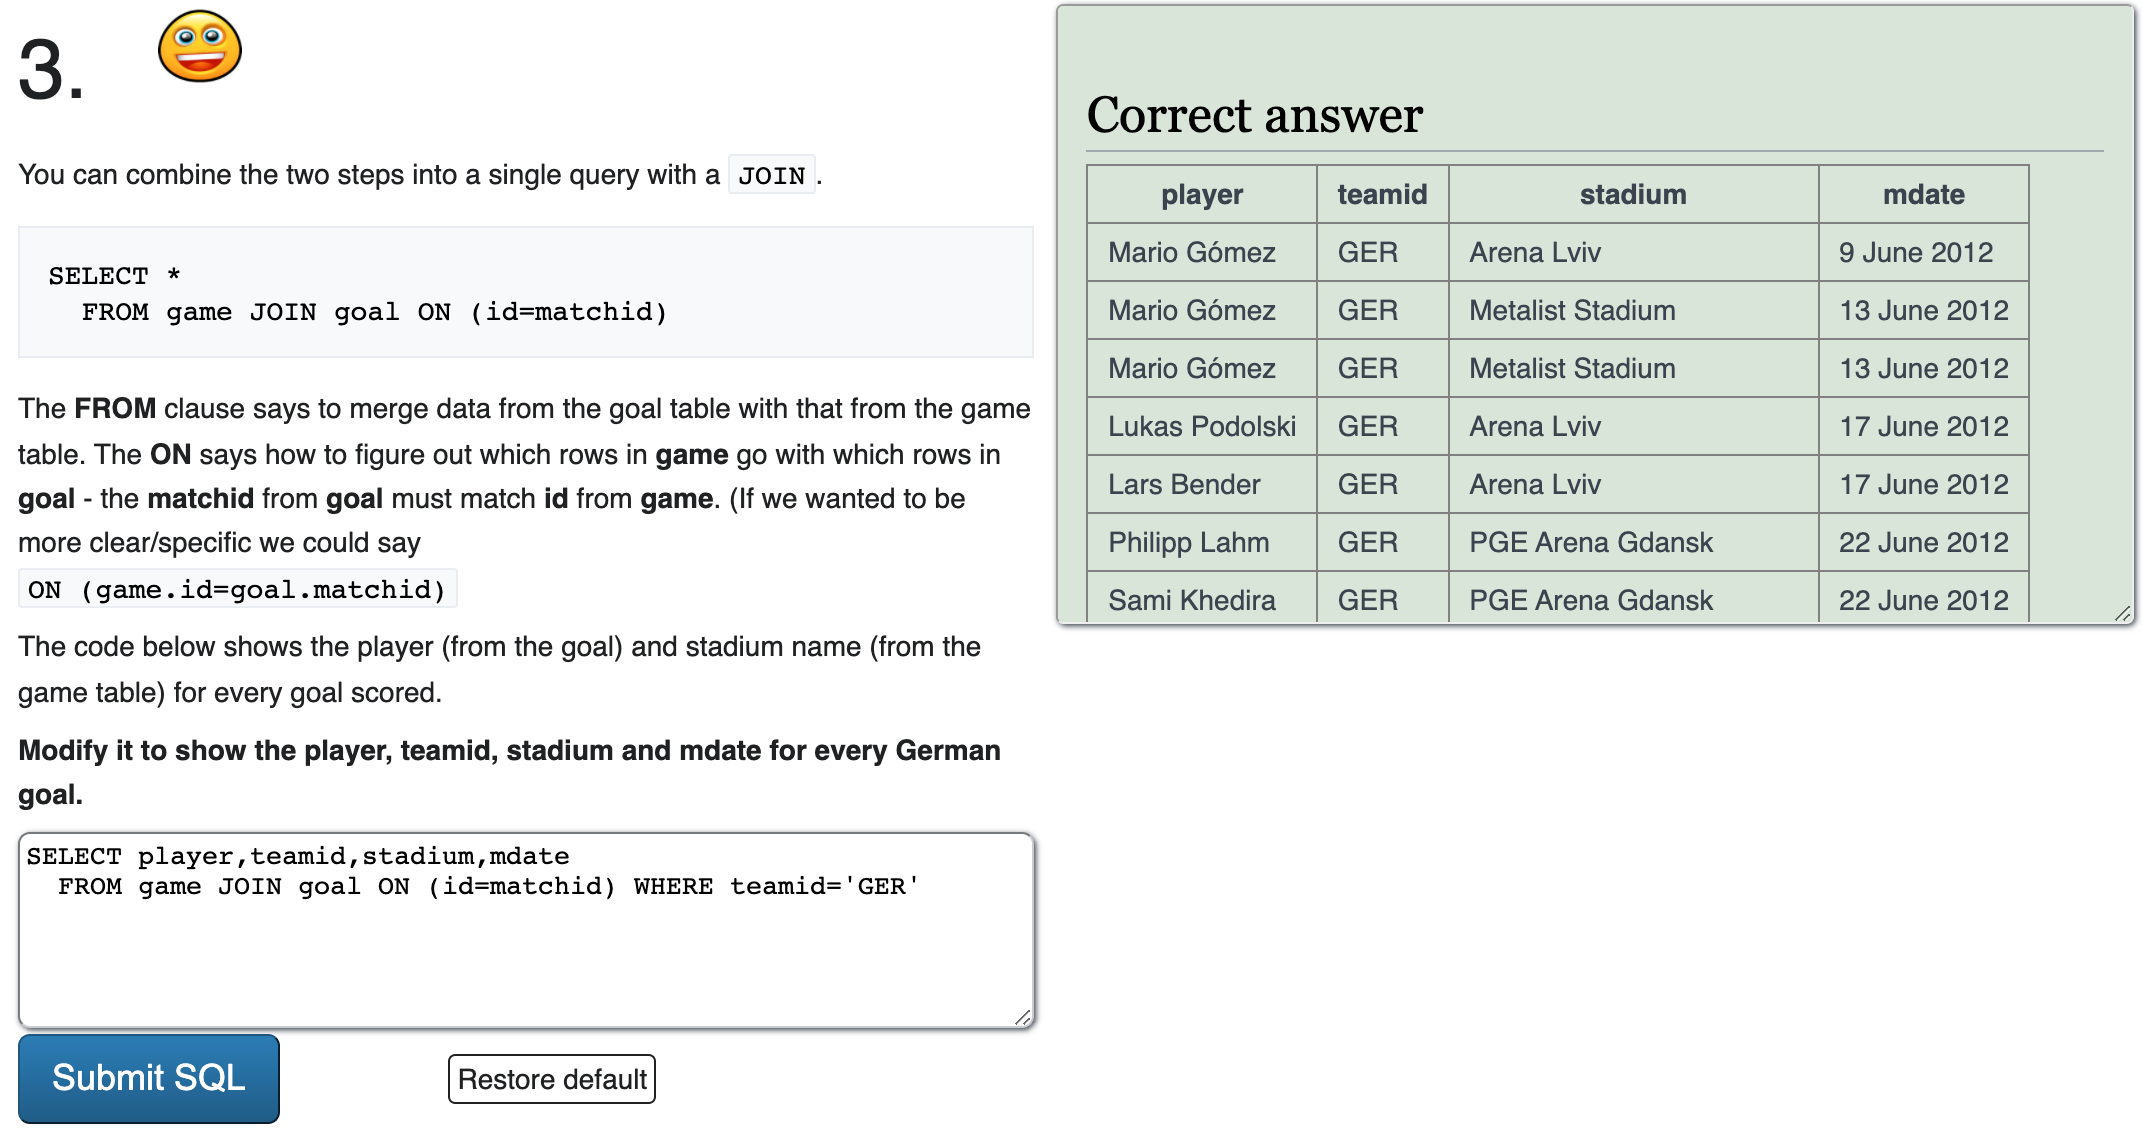 3.
You can combine the two steps into a single query with a JOIN.
SELECT *
  FROM game JOIN goal ON (id=matchid)
The FROM clause says to merge data from the goal table with that from the game
table. The ON says how to figure out which rows in game go with which rows in
goal - the matchid from goal must match id from game. (If we wanted to be
more clear/specific we could say
ON (game.id=goal.matchid)
The code below shows the player (from the goal) and stadium name (from the
game table) for every goal scored.
Modify it to show the player, teamid, stadium and mdate for every German
goal.
SELECT player,teamid,stadium,mdate
  FROM game JOIN goal ON (id=matchid) WHERE teamid='GER'
Submit SQL
Restore default
Correct answer
player teamid stadium mdate
Mario Gómez GER Arena Lviv 9 June 2012
Mario Gómez GER Metalist Stadium 13 June 2012
Mario Gómez GER Metalist Stadium 13 June 2012
Lukas Podolski GER Arena Lviv 17 June 2012
Lars Bender GER Arena Lviv 17 June 2012
Philipp Lahm GER PGE Arena Gdansk 22 June 2012
Sami Khedira GER PGE Arena Gdansk 22 June 2012